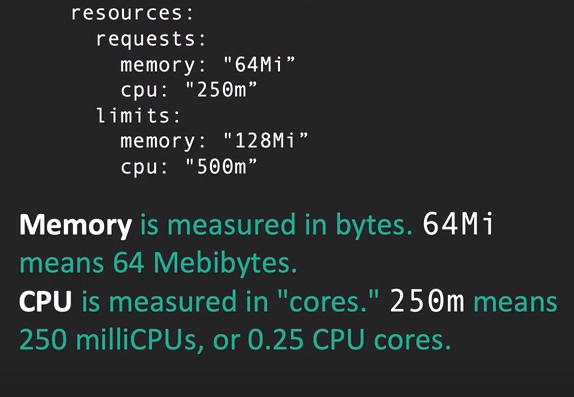 resources:
  requests:
    memory: "64Mi”
    cpu: "250m”
  limits:
    memory: "128Mi”
    cpu: "500m”
Memory is measured in bytes. 64Mi
means 64 Mebibytes.
CPU is measured in "cores." 250m means
250 milliCPUs, or 0.25 CPU cores.